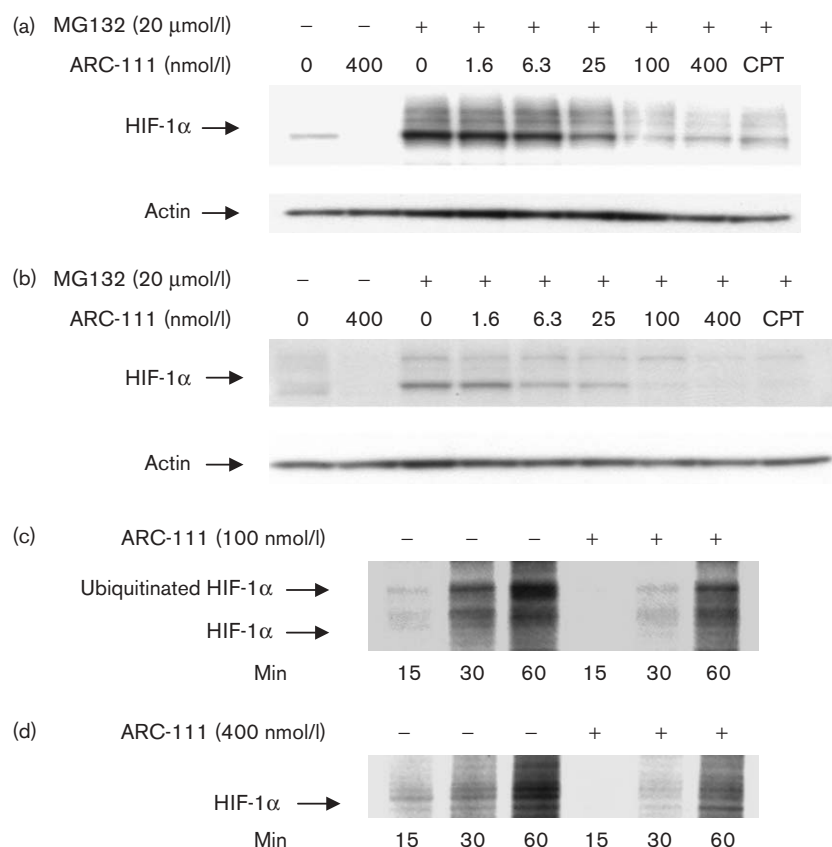 (a) MG132 (20 μmol/l) – – + + + + + + +
ARC-111 (nmol/l) 0 400 0 1.6 6.3 25 100 400 CPT
HIF-1α
Actin
(b) MG132 (20 μmol/l) – – + + + + + + +
ARC-111 (nmol/l) 0 400 0 1.6 6.3 25 100 400 CPT
HIF-1α
Actin
(c) ARC-111 (100 nmol/l) – – – + + +
Ubiquitinated HIF-1α
HIF-1α
Min 15 30 60 15 30 60
(d) ARC-111 (400 nmol/l) – – – + + +
HIF-1α
Min 15 30 60 15 30 60